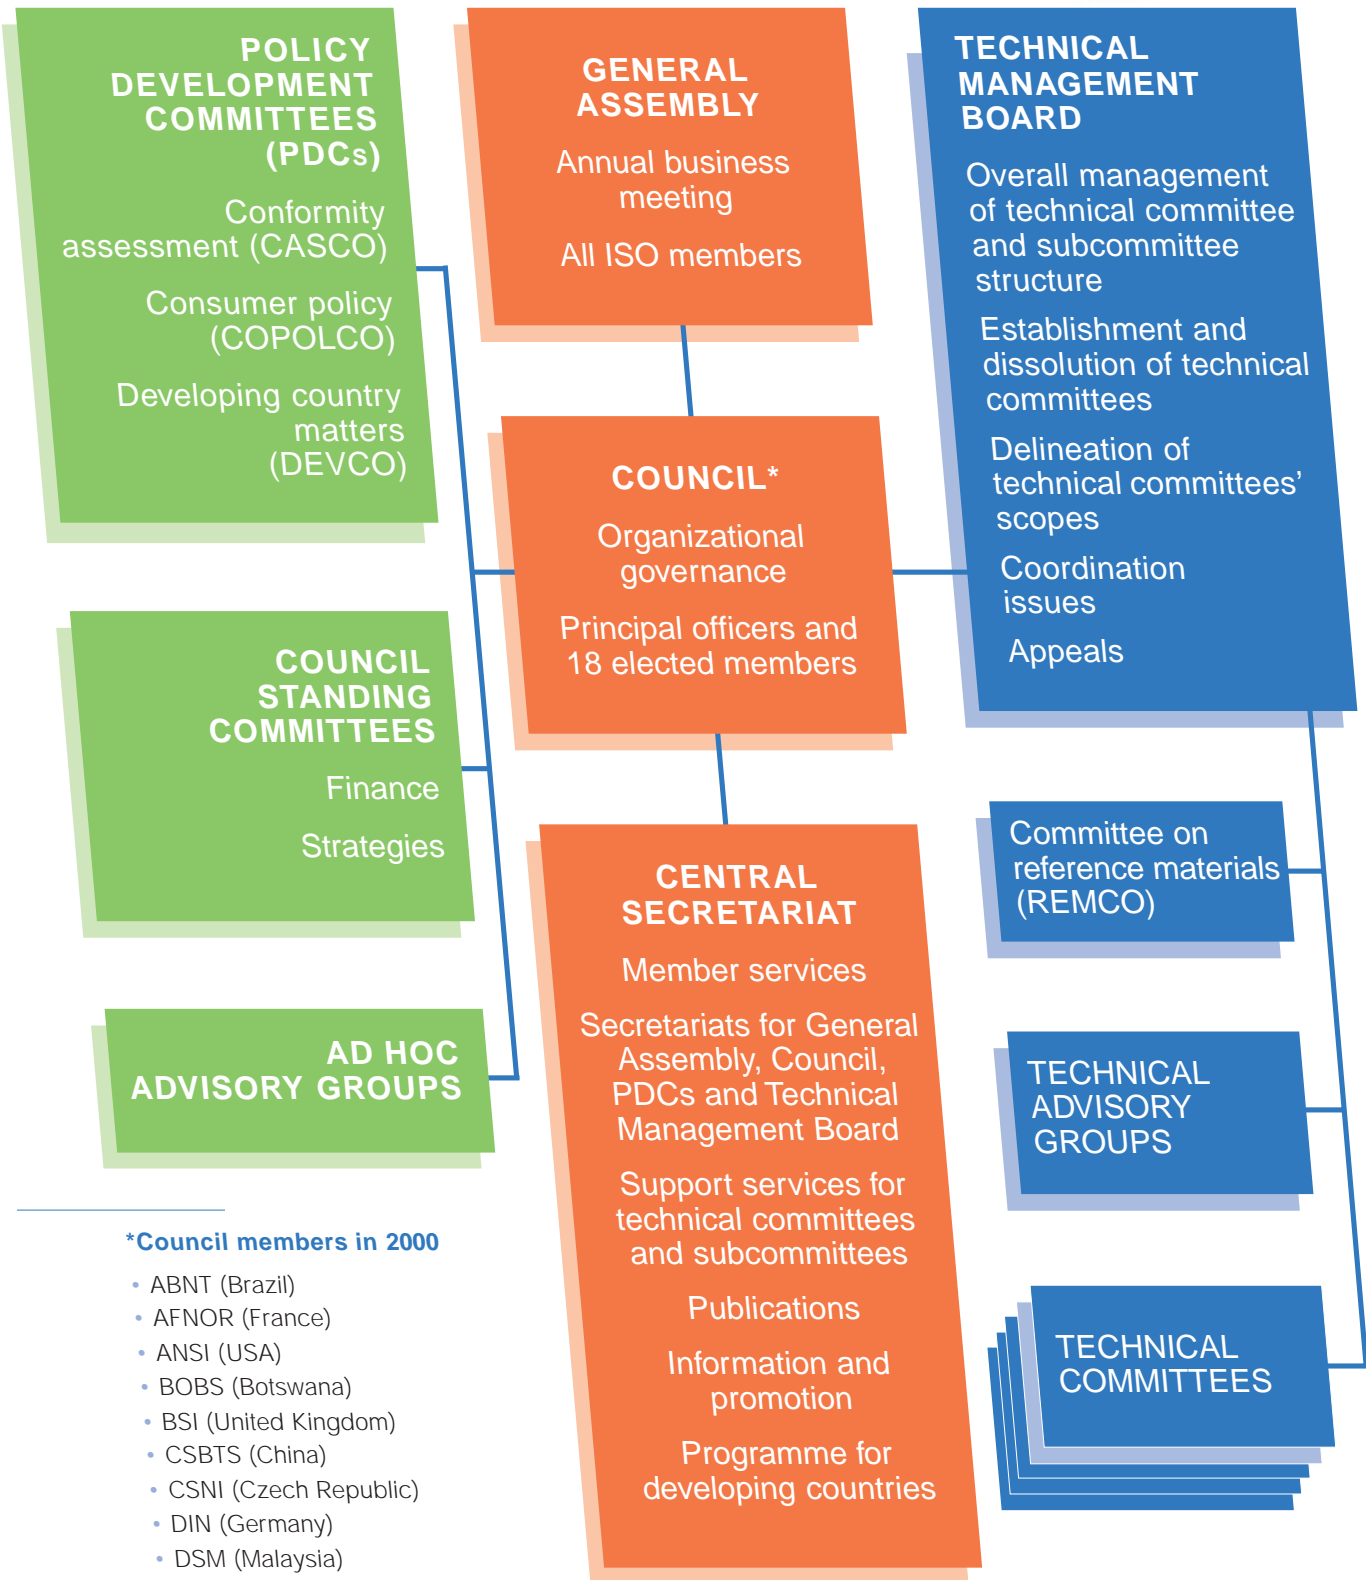 POLICY
DEVELOPMENT
COMMITTEES
(PDCs)
Conformity
assessment (CASCO)
Consumer policy
(COPOLCO)
Developing country
matters
(DEVCO)
COUNCIL
STANDING
COMMITTEES
Finance
Strategies
AD HOC
ADVISORY GROUPS
GENERAL
ASSEMBLY
Annual business
meeting
All ISO members
COUNCIL*
Organizational
governance
Principal officers and
18 elected members
CENTRAL
SECRETARIAT
Member services
Secretariats for General
Assembly, Council,
PDCs and Technical
Management Board
Support services for
technical committees
and subcommittees
Publications
Information and
promotion
Programme for
developing countries
TECHNICAL
MANAGEMENT
BOARD
Overall management
of technical committee
and subcommittee
structure
Establishment and
dissolution of technical
committees
Delineation of
technical committees’
scopes
Coordination
issues
Appeals
Committee on
reference materials
(REMCO)
TECHNICAL
ADVISORY
GROUPS
TECHNICAL
COMMITTEES
*Council members in 2000
• ABNT (Brazil)
• AFNOR (France)
• ANSI (USA)
• BOBS (Botswana)
• BSI (United Kingdom)
• CSBTS (China)
• CSNI (Czech Republic)
• DIN (Germany)
• DSM (Malaysia)